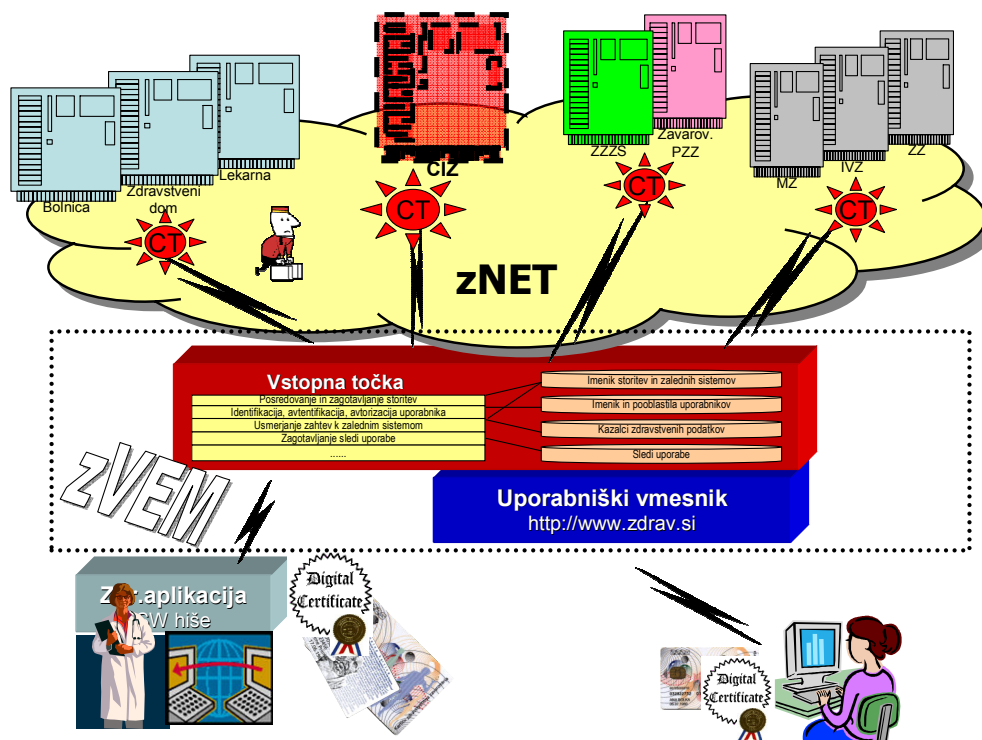 Bolnica
Zdravstveni
dom
Lekarna
CIZ
ZZZS
Zavarov.
PZZ
MZ
IVZ
ZZ
CT
CT
CT
CT
zNET
Vstopna točka
Posredovanje in zagotavljanje storitev
Identifikacija, avtentifikacija, avtorizacija uporabnika
Usmerjanje zahtev k zalednim sistemom
Zagotavljanje sledi uporabe
......
Imenik storitev in zalednih sistemov
Imenik in pooblastila uporabnikov
Kazalci zdravstvenih podatkov
Sledi uporabe
zVEM
Uporabniški vmesnik
http://www.zdrav.si
aplikacija
hiše
Digital
Certificate
Digital
Certificate